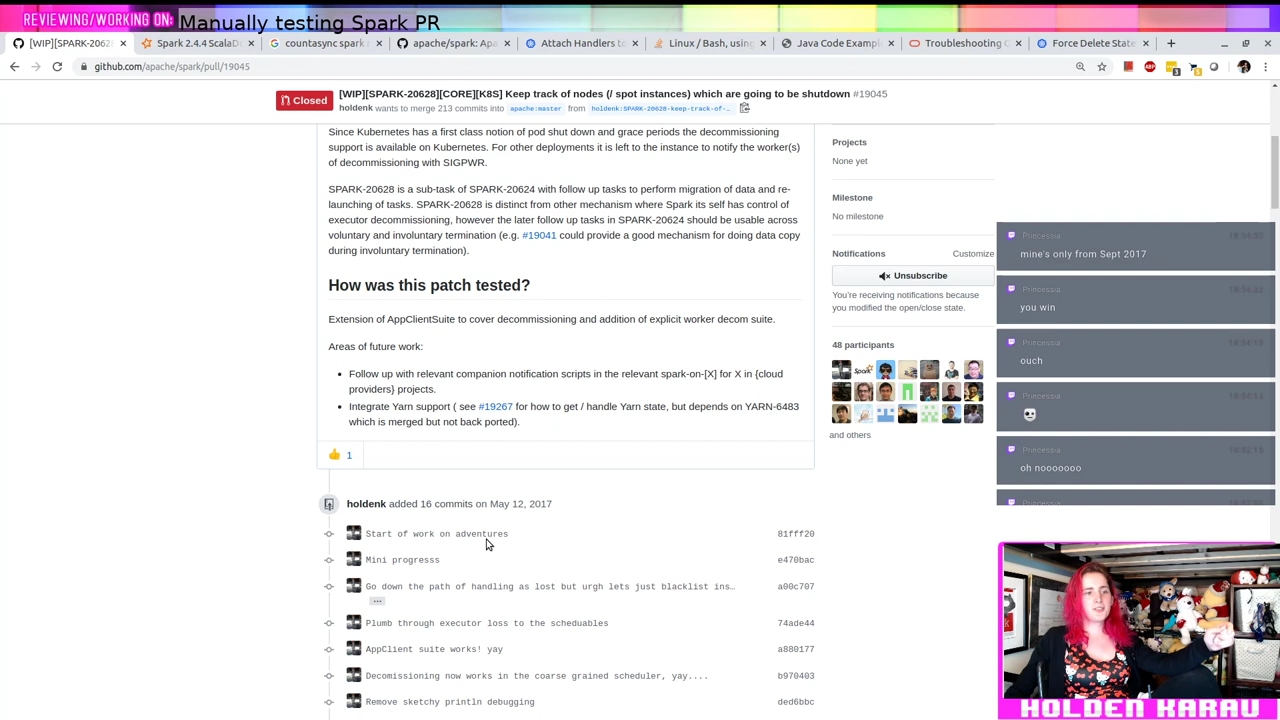 REVIEWING/WORKING ON: Manually testing Spark PR
[WIP][SPARK-2062
Spark 2.4.4 ScalaD
countasync spark
apache/spark: Apa
Attach Handlers to
Linux / Bash, using
Java Code Example
Troubleshooting
Force Delete State
github.com/apache/spark/pull/19045
Closed
[WIP][SPARK-20628][CORE][K8S] Keep track of nodes (/ spot instances) which are going to be shutdown #19045
holdenk wants to merge 213 commits into apache:master from holdenk:SPARK-20628-keep-track-of-…
Since Kubernetes has a first class notion of pod shut down and grace periods the decommissioning
support is available on Kubernetes. For other deployments it is left to the instance to notify the worker(s)
of decommissioning with SIGPWR.
SPARK-20628 is a sub-task of SPARK-20624 with follow up tasks to perform migration of data and re-
launching of tasks. SPARK-20628 is distinct from other mechanism where Spark its self has control of
executor decommissioning, however the later follow up tasks in SPARK-20624 should be usable across
voluntary and involuntary termination (e.g. #19041 could provide a good mechanism for doing data copy
during involuntary termination).
How was this patch tested?
Extension of AppClientSuite to cover decommissioning and addition of explicit worker decom suite.
Areas of future work:
Follow up with relevant companion notification scripts in the relevant spark-on-[X] for X in {cloud
providers} projects.
Integrate Yarn support ( see #19267 for how to get / handle Yarn state, but depends on YARN-6483
which is merged but not back ported).
1
holdenk added 16 commits on May 12, 2017
Start of work on adventures 81fff20
Mini progresss e470bac
Go down the path of handling as lost but urgh lets just blacklist ins… a00c707
…
Plumb through executor loss to the scheduables 74ade44
AppClient suite works! yay a880177
Decomissioning now works in the coarse grained scheduler, yay.... b970403
Remove sketchy println debugging ded6bbc
Projects
None yet
Milestone
No milestone
Notifications Customize
Unsubscribe
You're receiving notifications because
you modified the open/close state.
48 participants
and others
Princessia
mine's only from Sept 2017
Princessia
you win
Princessia
ouch
Princessia
Princessia
oh nooooooo
Princessia
HOLDEN KARAU